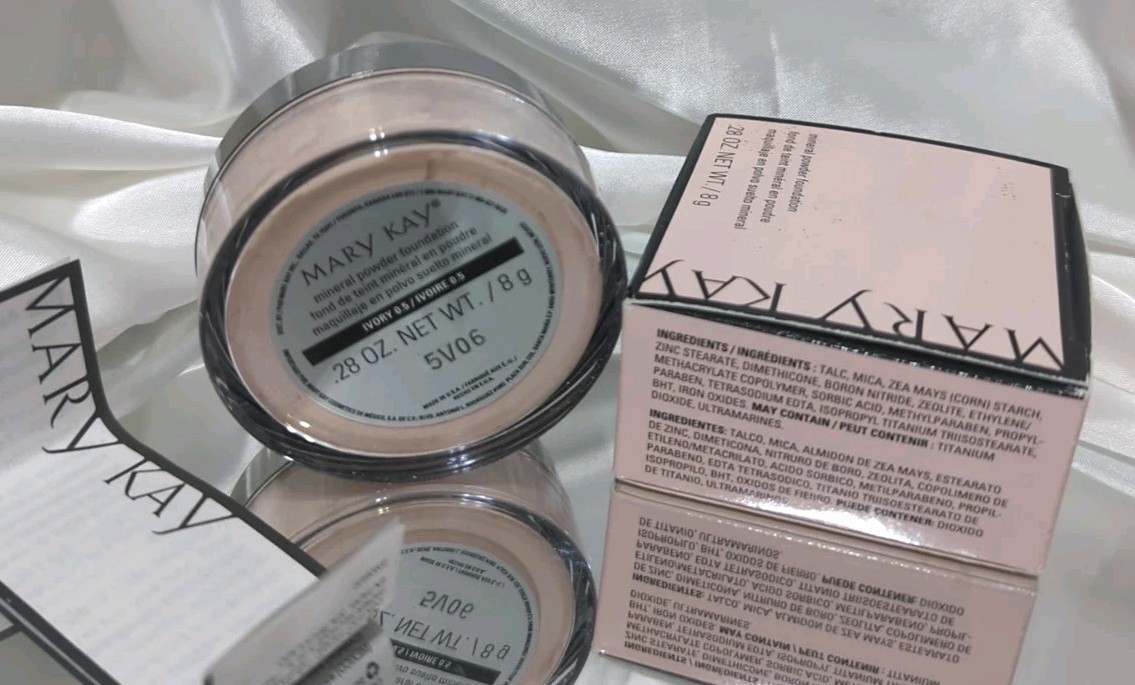 MARY KAY®
mineral powder foundation
fond de teint minéral en poudre
maquillaje en polvo suelto mineral
IVORY 0.5 / IVOIRE 0.5
.28 OZ. NET WT. / 8 g
5V06
MADE IN U.S.A. / FABRIQUÉ AUX É.-U. /
HECHO EN E.U.A.
mineral powder foundation
fond de teint minéral en poudre
maquillaje en polvo suelto mineral
.28 OZ. NET WT. / 8 g
MARY KAY
INGREDIENTS / INGRÉDIENTS : TALC, MICA, ZEA MAYS (CORN) STARCH,
ZINC STEARATE, DIMETHICONE, BORON NITRIDE, ZEOLITE, ETHYLENE/
METHACRYLATE COPOLYMER, SORBIC ACID, METHYLPARABEN, PROPYL-
PARABEN, TETRASODIUM EDTA, ISOPROPYL TITANIUM TRIISOSTEARATE,
BHT, IRON OXIDES. MAY CONTAIN / PEUT CONTENIR : TITANIUM
DIOXIDE, ULTRAMARINES.
INGREDIENTES: TALCO, MICA, ALMIDON DE ZEA MAYS, ESTEARATO
DE ZINC, DIMETICONA, NITRURO DE BORO, ZEOLITA, COPOLIMERO DE
ETILENO/METACRILATO, ACIDO SORBICO, METILPARABENO, PROPIL-
PARABENO, EDTA TETRASODICO, TITANIO TRIISOESTEARATO DE
ISOPROPILO, BHT, OXIDOS DE FIERRO. PUEDE CONTENER: DIOXIDO
DE TITANIO, ULTRAMARINOS.
MARY KAY